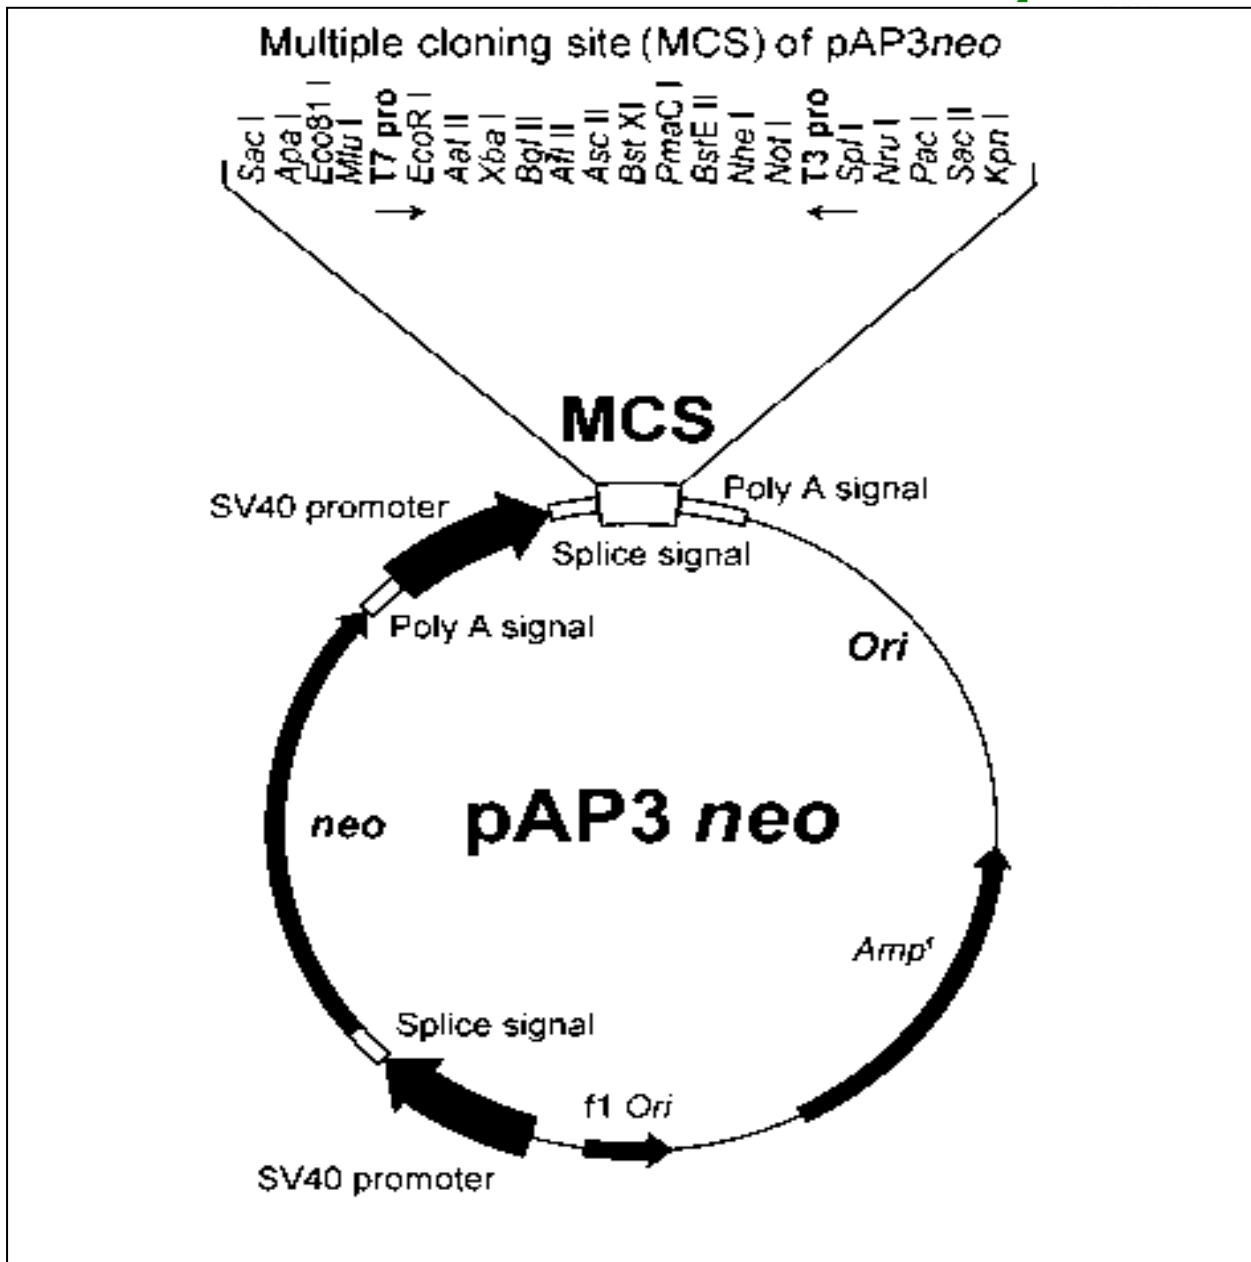 Multiple cloning site (MCS) of pAP3neo
Sac I
Apa I
Eco81 I
Mlu I
T7 pro
EcoR I
Aat II
Xba I
Bgl II
Afl II
Asc II
Bst XI
PmaC I
BstE II
Nhe I
Not I
T3 pro
Spl I
Nru I
Pac I
Sac II
Kpn I
MCS
SV40 promoter
Poly A signal
Splice signal
Poly A signal
Ori
neo
pAP3 neo
Ampʳ
Splice signal
f1 Ori
SV40 promoter